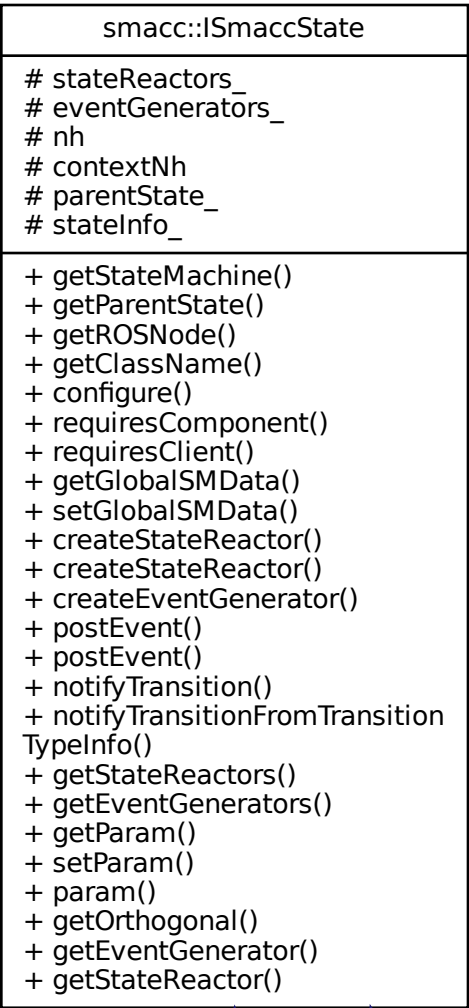 smacc::ISmaccState
# stateReactors_
# eventGenerators_
# nh
# contextNh
# parentState_
# stateInfo_
+ getStateMachine()
+ getParentState()
+ getROSNode()
+ getClassName()
+ configure()
+ requiresComponent()
+ requiresClient()
+ getGlobalSMData()
+ setGlobalSMData()
+ createStateReactor()
+ createStateReactor()
+ createEventGenerator()
+ postEvent()
+ postEvent()
+ notifyTransition()
+ notifyTransitionFromTransition
TypeInfo()
+ getStateReactors()
+ getEventGenerators()
+ getParam()
+ setParam()
+ param()
+ getOrthogonal()
+ getEventGenerator()
+ getStateReactor()